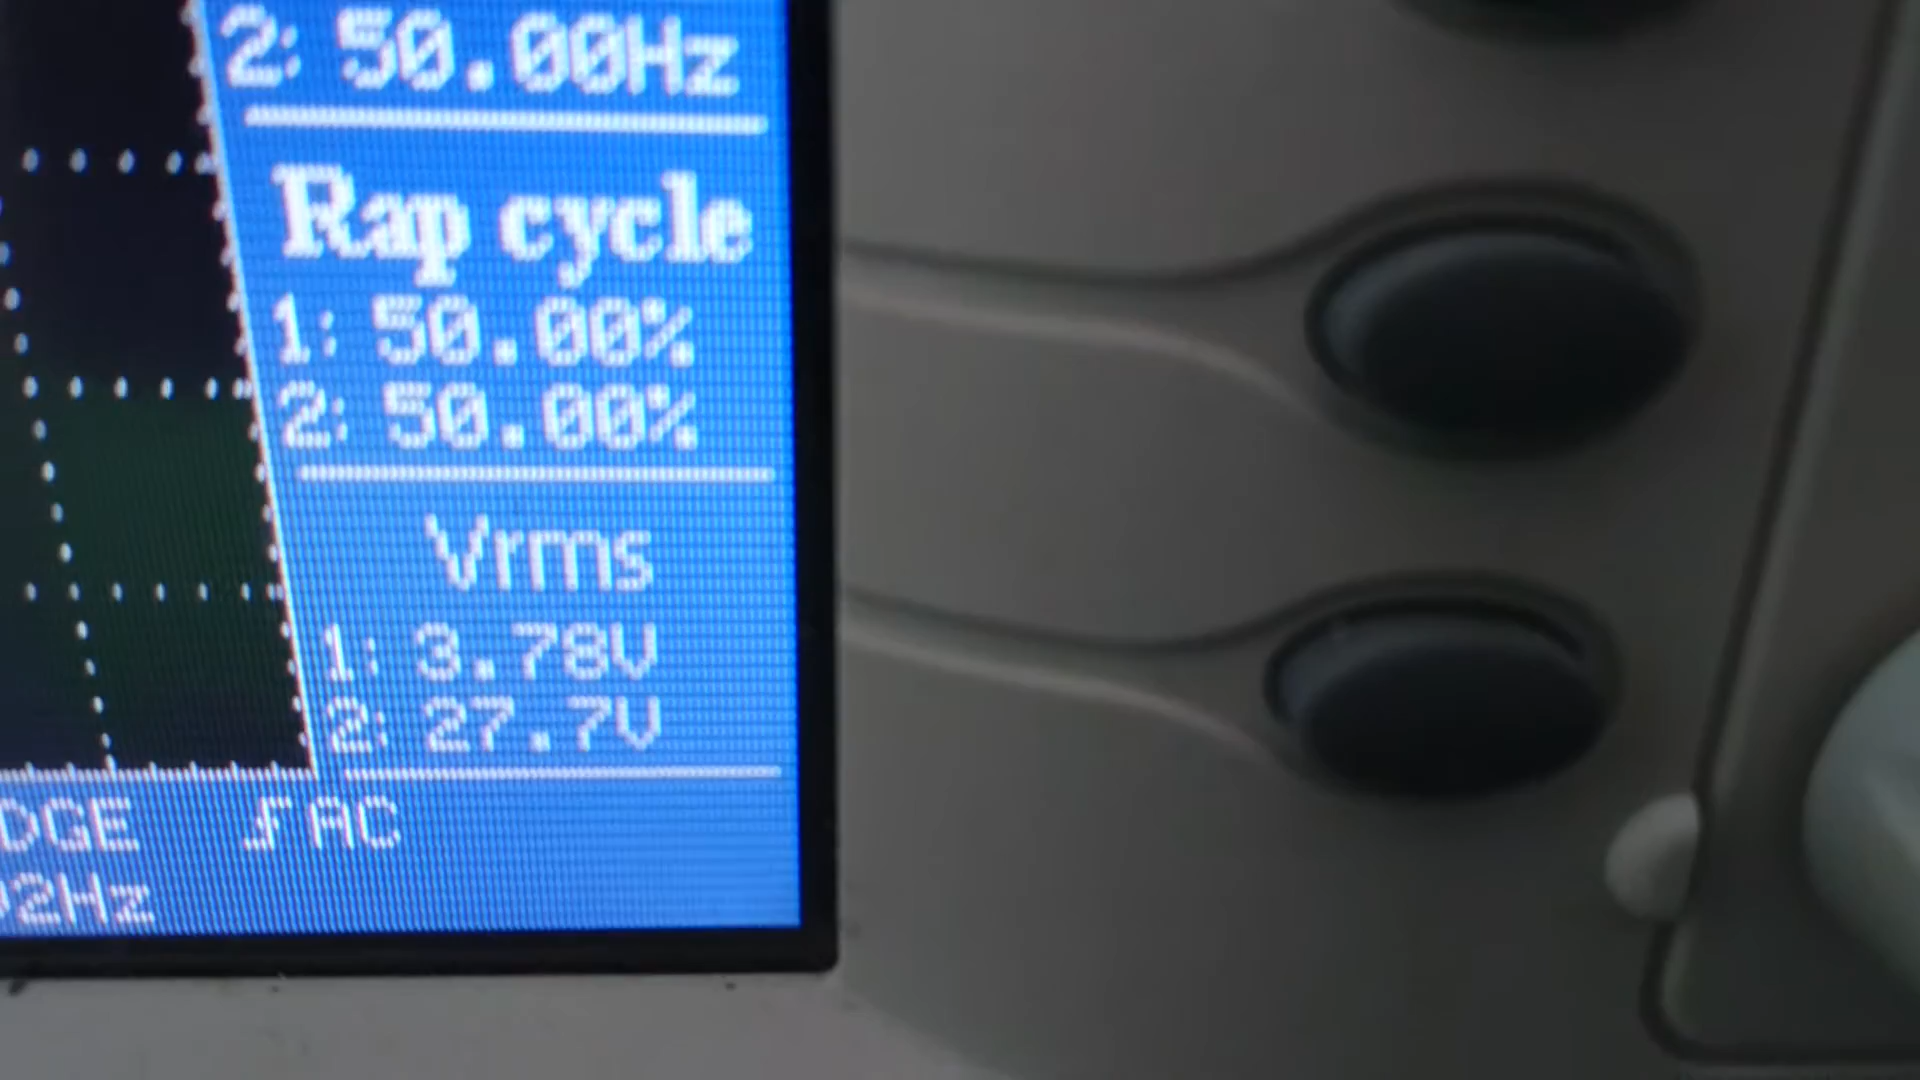 2: 50.00Hz
Rap cycle
1: 50.00%
2: 50.00%
Vrms
1: 3.78V
2: 27.7V
DGE ƒAC
2Hz